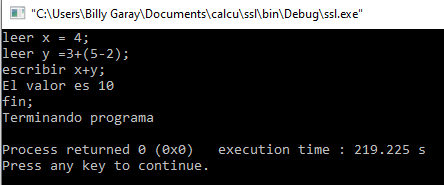 "C:\Users\Billy Garay\Documents\calcu\ssl\bin\Debug\ssl.exe"
leer x = 4;
leer y =3+(5-2);
escribir x+y;
El valor es 10
fin;
Terminando programa
Process returned 0 (0x0)   execution time : 219.225 s
Press any key to continue.